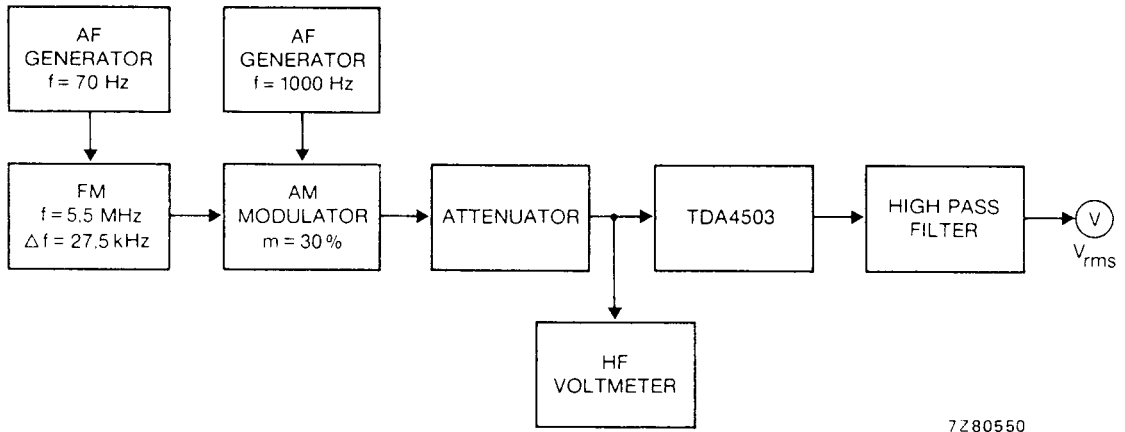 AF
GENERATOR
f = 70 Hz
AF
GENERATOR
f = 1000 Hz
FM
f = 5.5 MHz
Δf = 27.5 kHz
AM
MODULATOR
m = 30 %
ATTENUATOR
TDA4503
HIGH PASS
FILTER
V
Vrms
HF
VOLTMETER
7Z80550